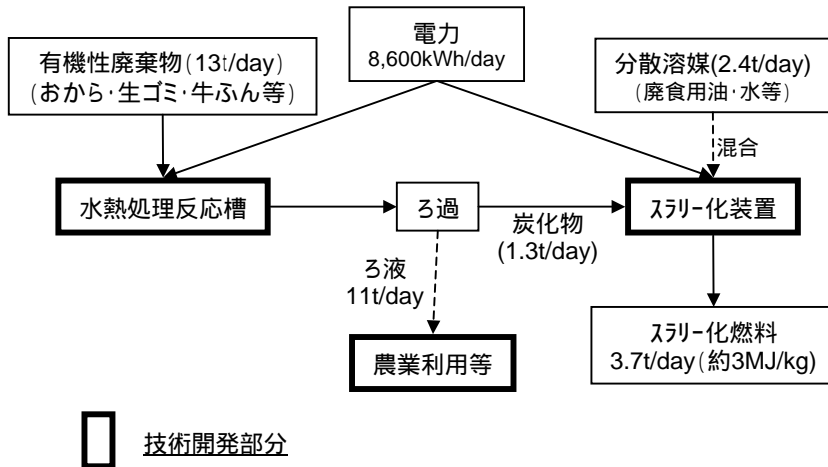 有機性廃棄物(13t/day)
(おから･生ゴミ･牛ふん等)
電力
8,600kWh/day
分散溶媒(2.4t/day)
(廃食用油･水等)
混合
水熱処理反応槽
ろ過
炭化物
(1.3t/day)
スラリー化装置
ろ液
11t/day
農業利用等
スラリー化燃料
3.7t/day(約3MJ/kg)
技術開発部分